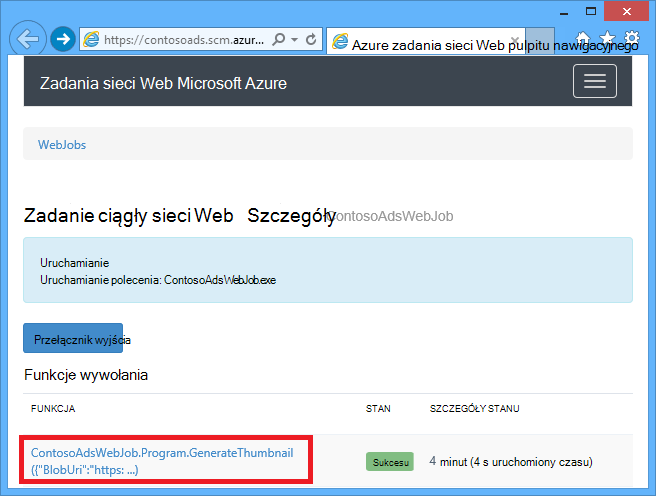 https://contosoads.scm.azur...
Azure zadania sieci Web pulpitu nawigacyjnego
Zadania sieci Web Microsoft Azure
WebJobs
Zadanie ciągły sieci Web Szczegóły ContosoAdsWebJob
Uruchamianie
Uruchamianie polecenia: ContosoAdsWebJob.exe
Przełącznik wyjścia
Funkcje wywołania
FUNKCJA STAN SZCZEGÓŁY STANU
ContosoAdsWebJob.Program.GenerateThumbnail
({"BlobUri":"https: ...)
Sukcesu 4 minut (4 s uruchomiony czasu)